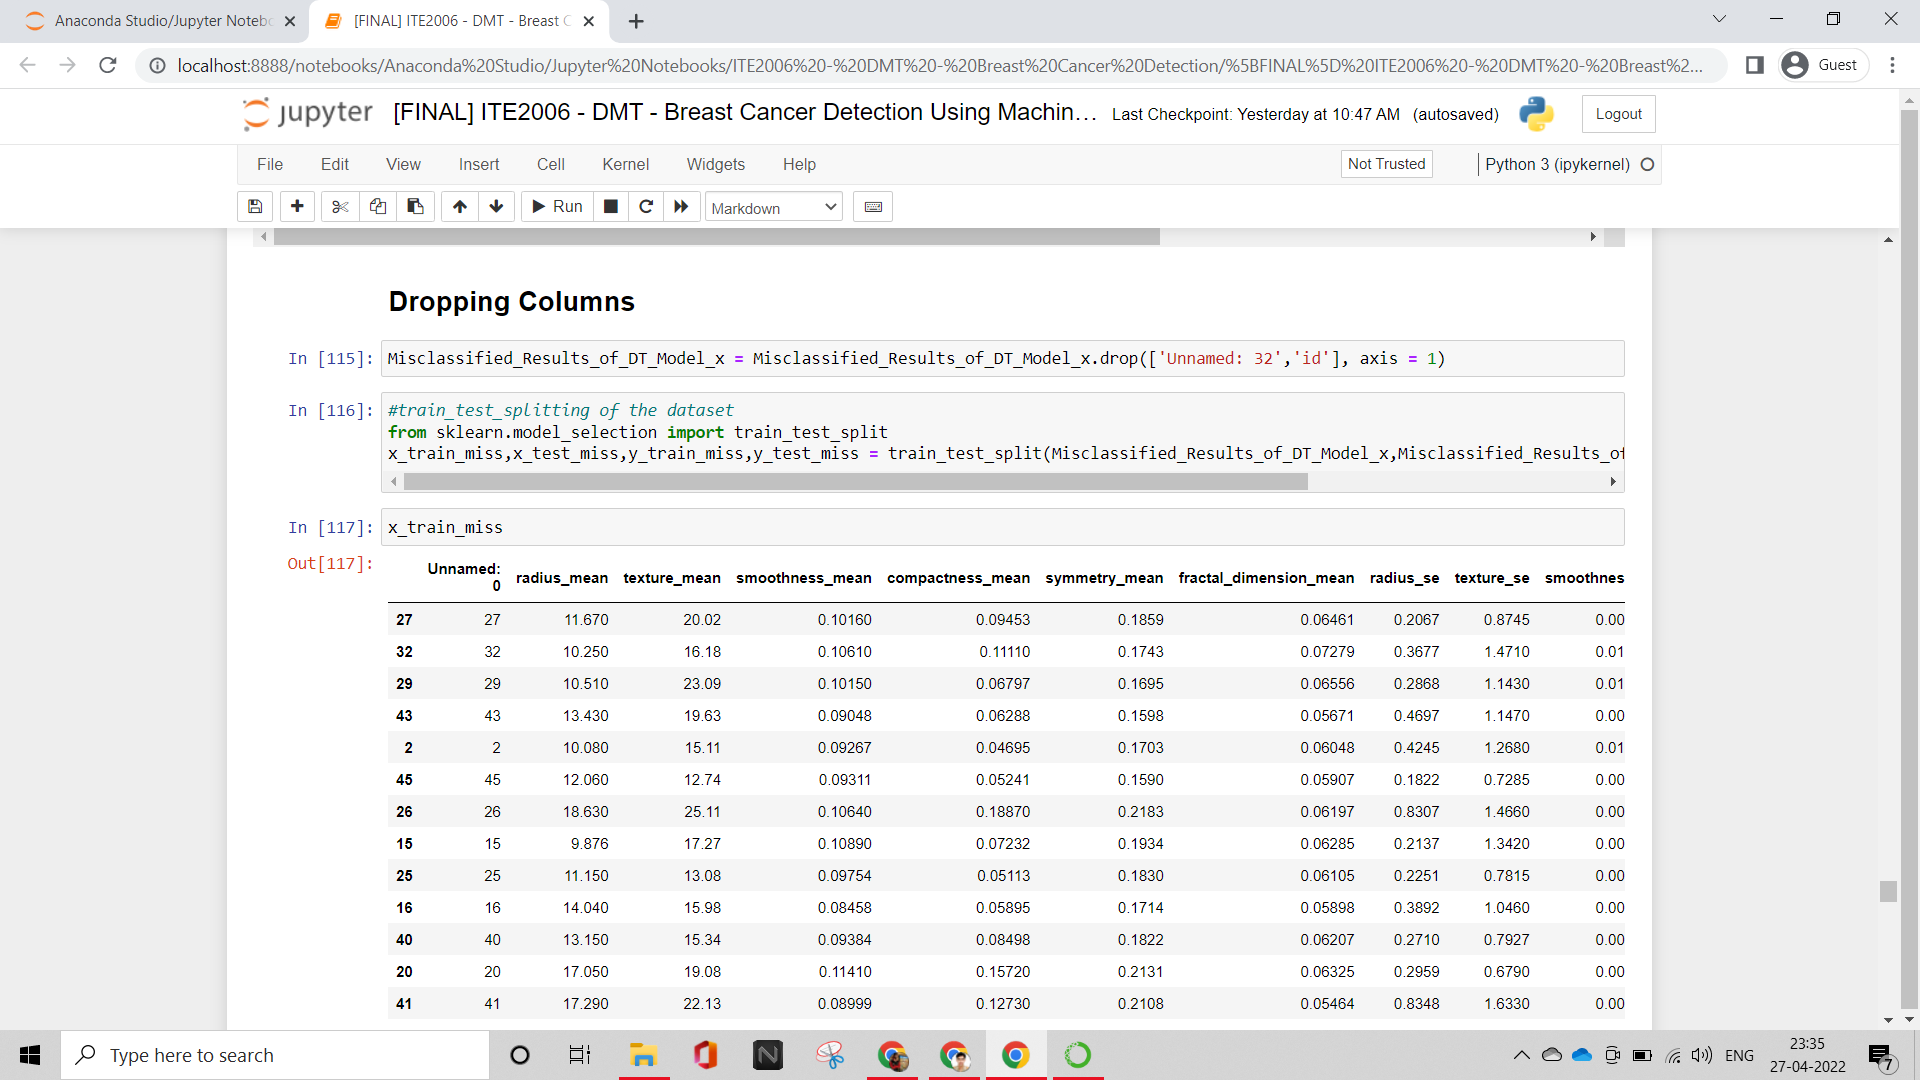 Anaconda Studio/Jupyter Notebo
[FINAL] ITE2006 - DMT - Breast C
localhost:8888/notebooks/Anaconda%20Studio/Jupyter%20Notebooks/ITE2006%20-%20DMT%20-%20Breast%20Cancer%20Detection/%5BFINAL%5D%20ITE2006%20-%20DMT%20-%20Breast%2...
Guest
jupyter [FINAL] ITE2006 - DMT - Breast Cancer Detection Using Machin... Last Checkpoint: Yesterday at 10:47 AM (autosaved)
Logout
File Edit View Insert Cell Kernel Widgets Help
Not Trusted
Python 3 (ipykernel)
Run
Markdown
Dropping Columns
In [115]: Misclassified_Results_of_DT_Model_x = Misclassified_Results_of_DT_Model_x.drop(['Unnamed: 32','id'], axis = 1)
In [116]: #train_test_splitting of the dataset
from sklearn.model_selection import train_test_split
x_train_miss,x_test_miss,y_train_miss,y_test_miss = train_test_split(Misclassified_Results_of_DT_Model_x,Misclassified_Results_of
In [117]: x_train_miss
Out[117]:
Unnamed: 0 radius_mean texture_mean smoothness_mean compactness_mean symmetry_mean fractal_dimension_mean radius_se texture_se smoothnes
27 27 11.670 20.02 0.10160 0.09453 0.1859 0.06461 0.2067 0.8745 0.00
32 32 10.250 16.18 0.10610 0.11110 0.1743 0.07279 0.3677 1.4710 0.01
29 29 10.510 23.09 0.10150 0.06797 0.1695 0.06556 0.2868 1.1430 0.01
43 43 13.430 19.63 0.09048 0.06288 0.1598 0.05671 0.4697 1.1470 0.00
2 2 10.080 15.11 0.09267 0.04695 0.1703 0.06048 0.4245 1.2680 0.01
45 45 12.060 12.74 0.09311 0.05241 0.1590 0.05907 0.1822 0.7285 0.00
26 26 18.630 25.11 0.10640 0.18870 0.2183 0.06197 0.8307 1.4660 0.00
15 15 9.876 17.27 0.10890 0.07232 0.1934 0.06285 0.2137 1.3420 0.00
25 25 11.150 13.08 0.09754 0.05113 0.1830 0.06105 0.2251 0.7815 0.00
16 16 14.040 15.98 0.08458 0.05895 0.1714 0.05898 0.3892 1.0460 0.00
40 40 13.150 15.34 0.09384 0.08498 0.1822 0.06207 0.2710 0.7927 0.00
20 20 17.050 19.08 0.11410 0.15720 0.2131 0.06325 0.2959 0.6790 0.00
41 41 17.290 22.13 0.08999 0.12730 0.2108 0.05464 0.8348 1.6330 0.00
Type here to search
ENG
23:35
27-04-2022
7